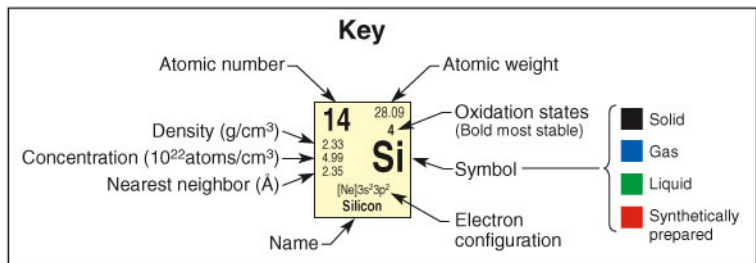 Key
Atomic number
Atomic weight
14
28.09
4
Oxidation states
(Bold most stable)
Density (g/cm³)
2.33
Concentration (10²²atoms/cm³)
4.99
Si
Symbol
Nearest neighbor (Å)
2.35
[Ne]3s²3p²
Silicon
Electron
configuration
Name
Solid
Gas
Liquid
Synthetically
prepared